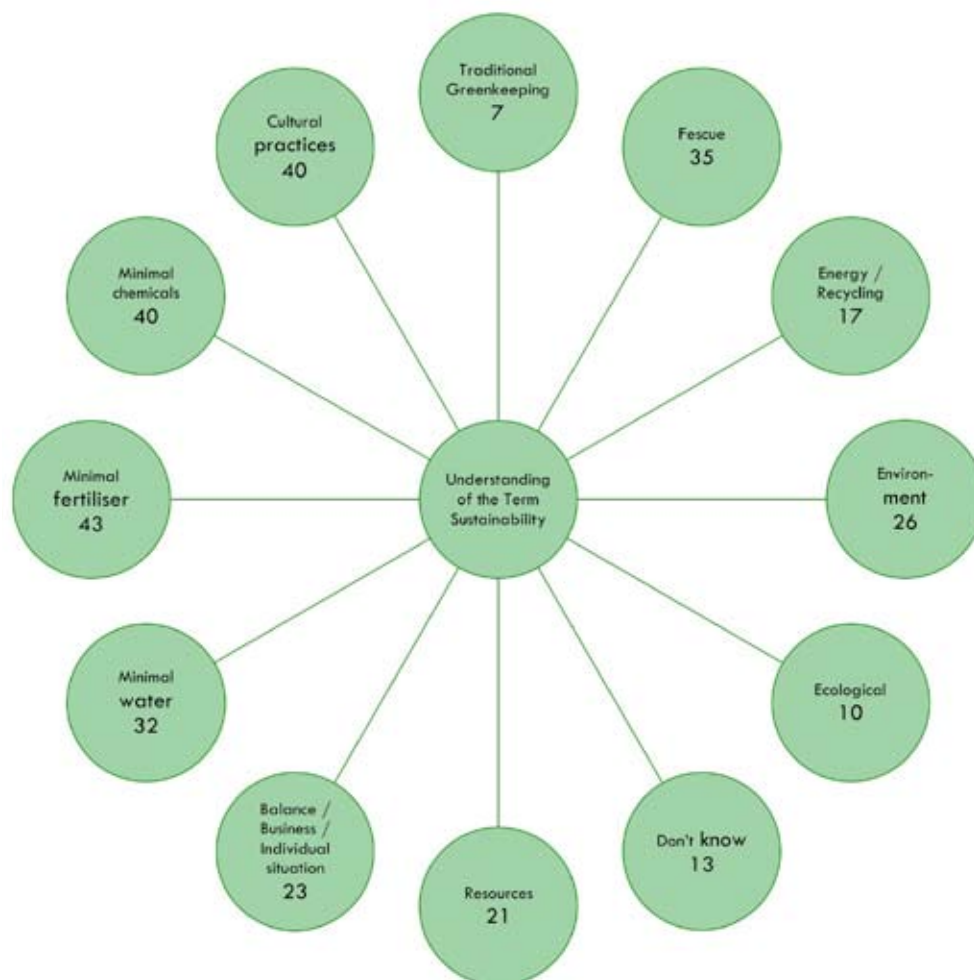 Traditional
Greenkeeping
7
Fescue
35
Energy /
Recycling
17
Environ-
ment
26
Ecological
10
Don't know
13
Resources
21
Balance /
Business /
Individual
situation
23
Minimal
water
32
Minimal
fertiliser
43
Minimal
chemicals
40
Cultural
practices
40
Understanding
of the Term
Sustainability